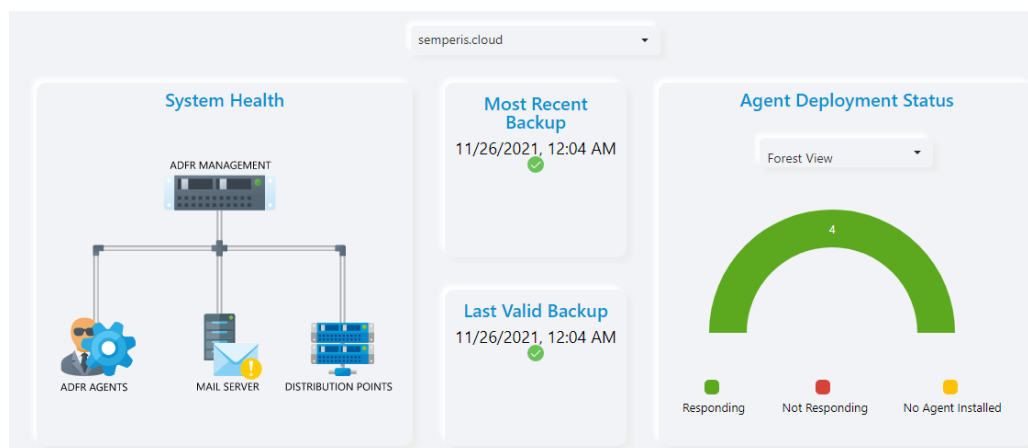 semperis.cloud
System Health
ADFR MANAGEMENT
ADFR AGENTS
MAIL SERVER
DISTRIBUTION POINTS
Most Recent
Backup
11/26/2021, 12:04 AM
Last Valid Backup
11/26/2021, 12:04 AM
Agent Deployment Status
Forest View
4
Responding
Not Responding
No Agent Installed